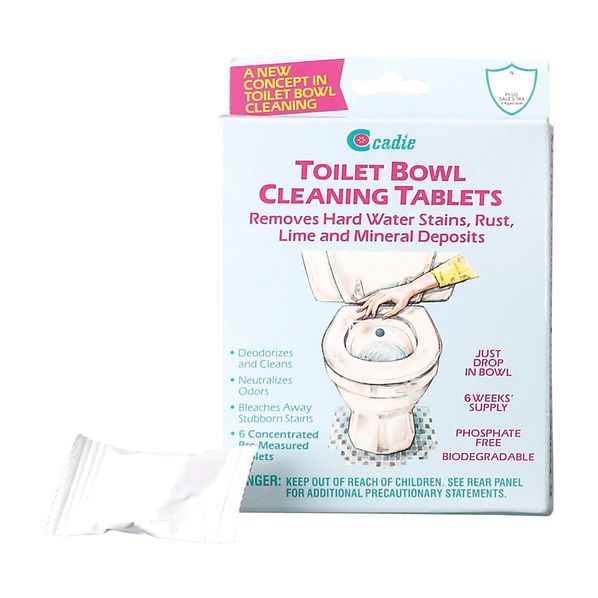 A NEW
CONCEPT IN
TOILET BOWL
CLEANING
N
PLUS
SALES TAX
cadie
TOILET BOWL
CLEANING TABLETS
Removes Hard Water Stains, Rust,
Lime and Mineral Deposits
• Deodorizes
and Cleans
• Neutralizes
Odors
• Bleaches Away
Stubborn Stains
• 6 Concentrated
Pre-Measured
Tablets
JUST
DROP
IN BOWL
6 WEEKS'
SUPPLY
PHOSPHATE
FREE
BIODEGRADABLE
NGER: KEEP OUT OF REACH OF CHILDREN. SEE REAR PANEL
FOR ADDITIONAL PRECAUTIONARY STATEMENTS.